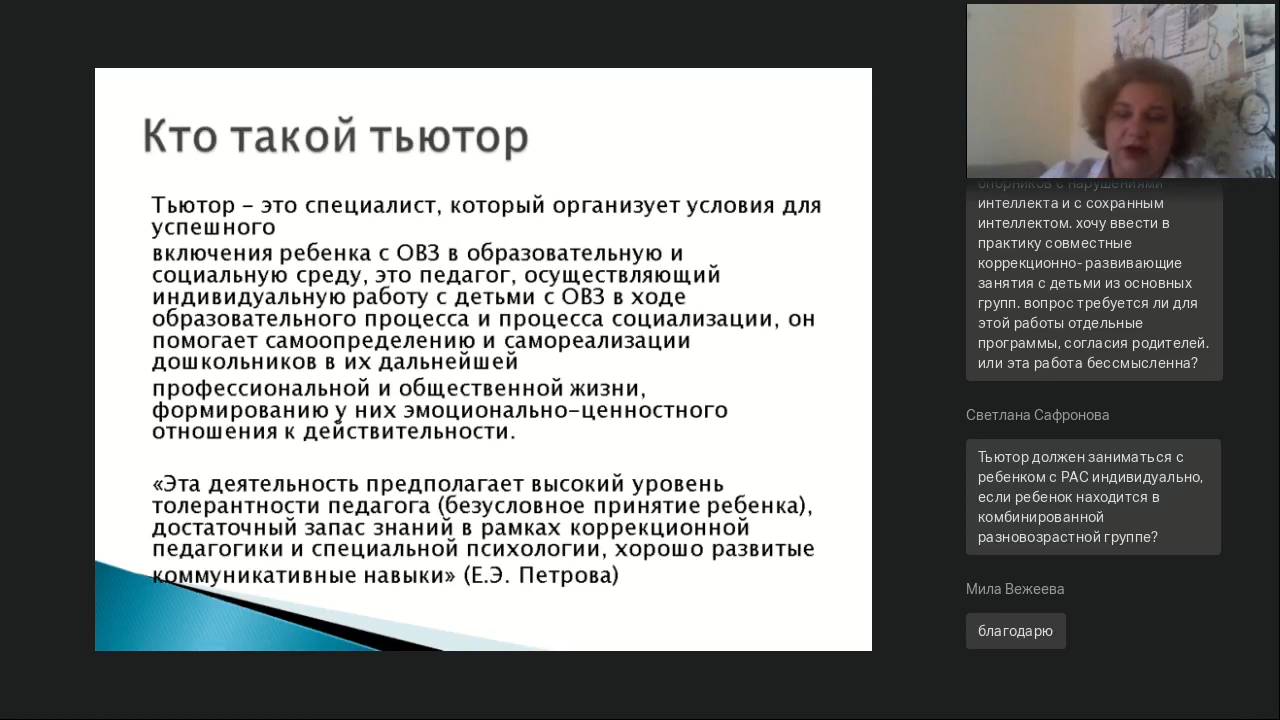 Кто такой тьютор
Тьютор – это специалист, который организует условия для
успешного
включения ребенка с ОВЗ в образовательную и
социальную среду, это педагог, осуществляющий
индивидуальную работу с детьми с ОВЗ в ходе
образовательного процесса и процесса социализации, он
помогает самоопределению и самореализации
дошкольников в их дальнейшей
профессиональной и общественной жизни,
формированию у них эмоционально-ценностного
отношения к действительности.
«Эта деятельность предполагает высокий уровень
толерантности педагога (безусловное принятие ребенка),
достаточный запас знаний в рамках коррекционной
педагогики и специальной психологии, хорошо развитые
коммуникативные навыки» (Е.Э. Петрова)
опорников с нарушениями
интеллекта и с сохранным
интеллектом. хочу ввести в
практику совместные
коррекционно-развивающие
занятия с детьми из основных
групп. вопрос требуется ли для
этой работы отдельные
программы, согласия родителей.
или эта работа бессмысленна?
Светлана Сафронова
Тьютор должен заниматься с
ребенком с РАС индивидуально,
если ребенок находится в
комбинированной
разновозрастной группе?
Мила Вежеева
благодарю